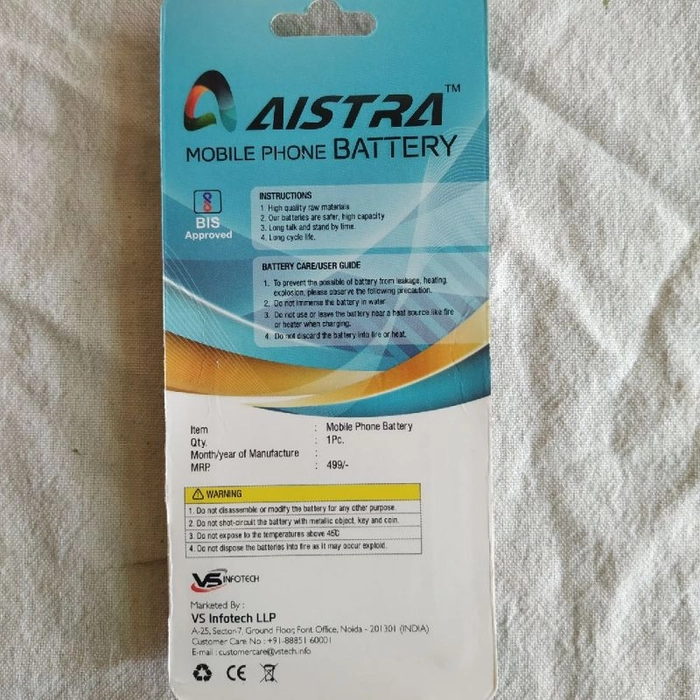 AISTRA™
MOBILE PHONE BATTERY
BIS
Approved
INSTRUCTIONS
1. High quality raw materials
2. Our batteries are safer, high capacity
3. Long talk and stand by time.
4. Long cycle life.
BATTERY CARE/USER GUIDE
1. To prevent the possible of battery from leakage, heating
explosion, please observe the following precaution.
2. Do not immense the battery in water
3. Do not use or leave the battery near a heat source like fire
or heater when charging.
4. Do not discard the battery into fire or heat.
Item : Mobile Phone Battery
Qty. : 1Pc.
Month/year of Manufacture :
MRP : 499/-
WARNING
1. Do not disassemble or modify the battery for any other purpose.
2. Do not shot-circuit the battery with metallic object, key and coin.
3. Do not expose to the temperatures above 45C
4. Do not dispose the batteries into fire as it may occur exploid.
VS INFOTECH
Marketed By :
VS Infotech LLP
A-25, Sector-7, Ground Floor, Font Office, Noida - 201301 (INDIA)
Customer Care No : +91-88851 60001
E-mail : customercare@vstech.info
CE